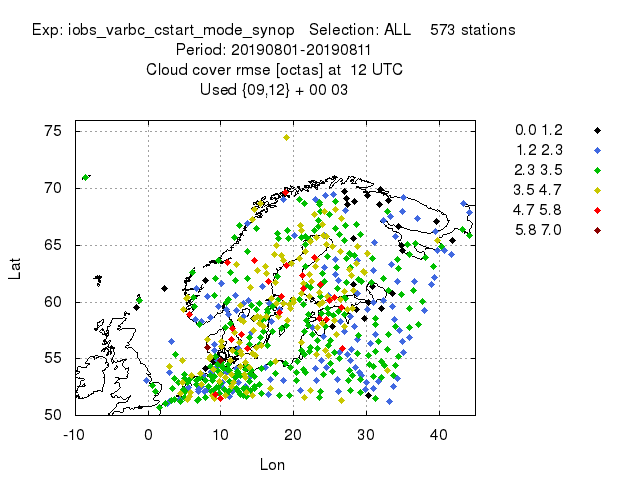 Exp: iobs_varbc_cstart_mode_synop Selection: ALL 573 stations
Period: 20190801-20190811
Cloud cover rmse [octas] at 12 UTC
Used {09,12} + 00 03
0.0 1.2
1.2 2.3
2.3 3.5
3.5 4.7
4.7 5.8
5.8 7.0
75
70
65
60
55
50
Lat
-10 0 10 20 30 40
Lon